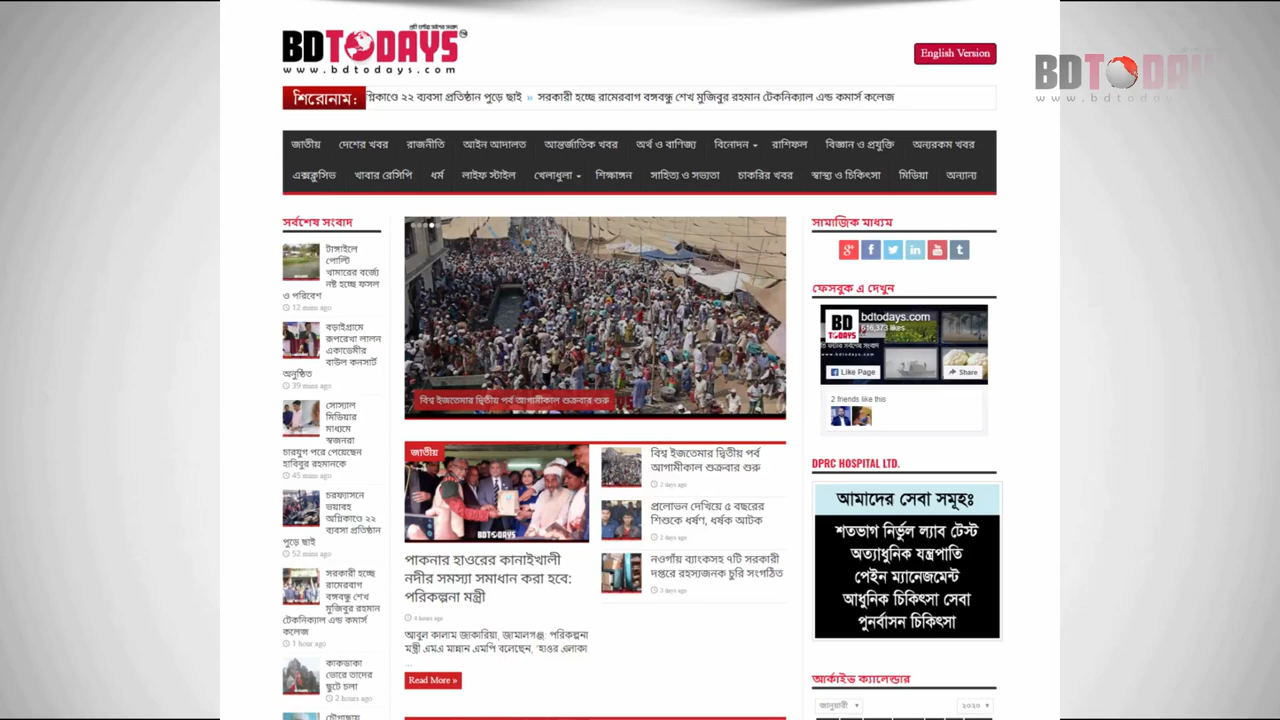 BDTODAYS
www.bdtodays.com
English Version
BDTODAY
www.bdtoday
শিরোনাম:
২২ ব্যবসা প্রতিষ্ঠান পুড়ে ছাই » সরকারী হচ্ছে রামেরবাগ বঙ্গবন্ধু শেখ মুজিবুর রহমান টেকনিক্যাল এন্ড কমার্স কলেজ
জাতীয় দেশের খবর রাজনীতি আইন আদালত আন্তর্জাতিক খবর অর্থ ও বাণিজ্য বিনোদন রাশিফল বিজ্ঞান ও প্রযুক্তি অন্যরকম খবর
এক্সক্লুসিভ খাবার রেসিপি ধর্ম লাইফ স্টাইল খেলাধুলা শিক্ষাঙ্গন সাহিত্য ও সভ্যতা চাকরির খবর স্বাস্থ্য ও চিকিৎসা মিডিয়া অন্যান্য
সর্বশেষ সংবাদ
টাঙ্গাইলে
পোল্টি
খামারের বর্জ্যে
নষ্ট হচ্ছে ফসল
ও পরিবেশ
12 mins ago
বড়াইগ্রামে
রূপরেখা লালন
একাডেমীর
বাউল কনসার্ট
অনুষ্ঠিত
39 mins ago
সোস্যাল
মিডিয়ার
মাধ্যমে
স্বজনরা
চারযুগ পরে পেয়েছেন
হাবিবুর রহমানকে
45 mins ago
চরফ্যাসনে
ভয়াবহ
অগ্নিকাণ্ডে ২২
ব্যবসা প্রতিষ্ঠান
পুড়ে ছাই
52 mins ago
সরকারী হচ্ছে
রামেরবাগ
বঙ্গবন্ধু শেখ
মুজিবুর রহমান
টেকনিক্যাল এন্ড কমার্স
কলেজ
1 hour ago
কাকডাকা
ভোরে তাদের
ছুটে চলা
2 hours ago
চৌগাছায়
বিশ্ব ইজতেমার দ্বিতীয় পর্ব আগামীকাল শুক্রবার শুরু
জাতীয়
BDTODAYS
পাকনার হাওরের কানাইখালী
নদীর সমস্যা সমাধান করা হবে:
পরিকল্পনা মন্ত্রী
4 hours ago
আবুল কালাম জাকারিয়া, জামালগঞ্জ: পরিকল্পনা
মন্ত্রী এমএ মান্নান এমপি বলেছেন, 'হাওর এলাকা
...
Read More »
বিশ্ব ইজতেমার দ্বিতীয় পর্ব
আগামীকাল শুক্রবার শুরু
2 days ago
প্রলোভন দেখিয়ে ৫ বছরের
শিশুকে ধর্ষণ, ধর্ষক আটক
2 days ago
নওগাঁয় ব্যাংকসহ ৭টি সরকারী
দপ্তরে রহস্যজনক চুরি সংগঠিত
3 days ago
সামাজিক মাধ্যম
ফেসবুক এ দেখুন
BD TODAYS
bdtodays.com
616,373 likes
Like Page
Share
2 friends like this
DPRC HOSPITAL LTD.
আমাদের সেবা সমূহঃ
শতভাগ নির্ভুল ল্যাব টেস্ট
অত্যাধুনিক যন্ত্রপাতি
পেইন ম্যানেজমেন্ট
আধুনিক চিকিৎসা সেবা
পুনর্বাসন চিকিৎসা
আর্কাইভ ক্যালেন্ডার
জানুয়ারী
২০২০